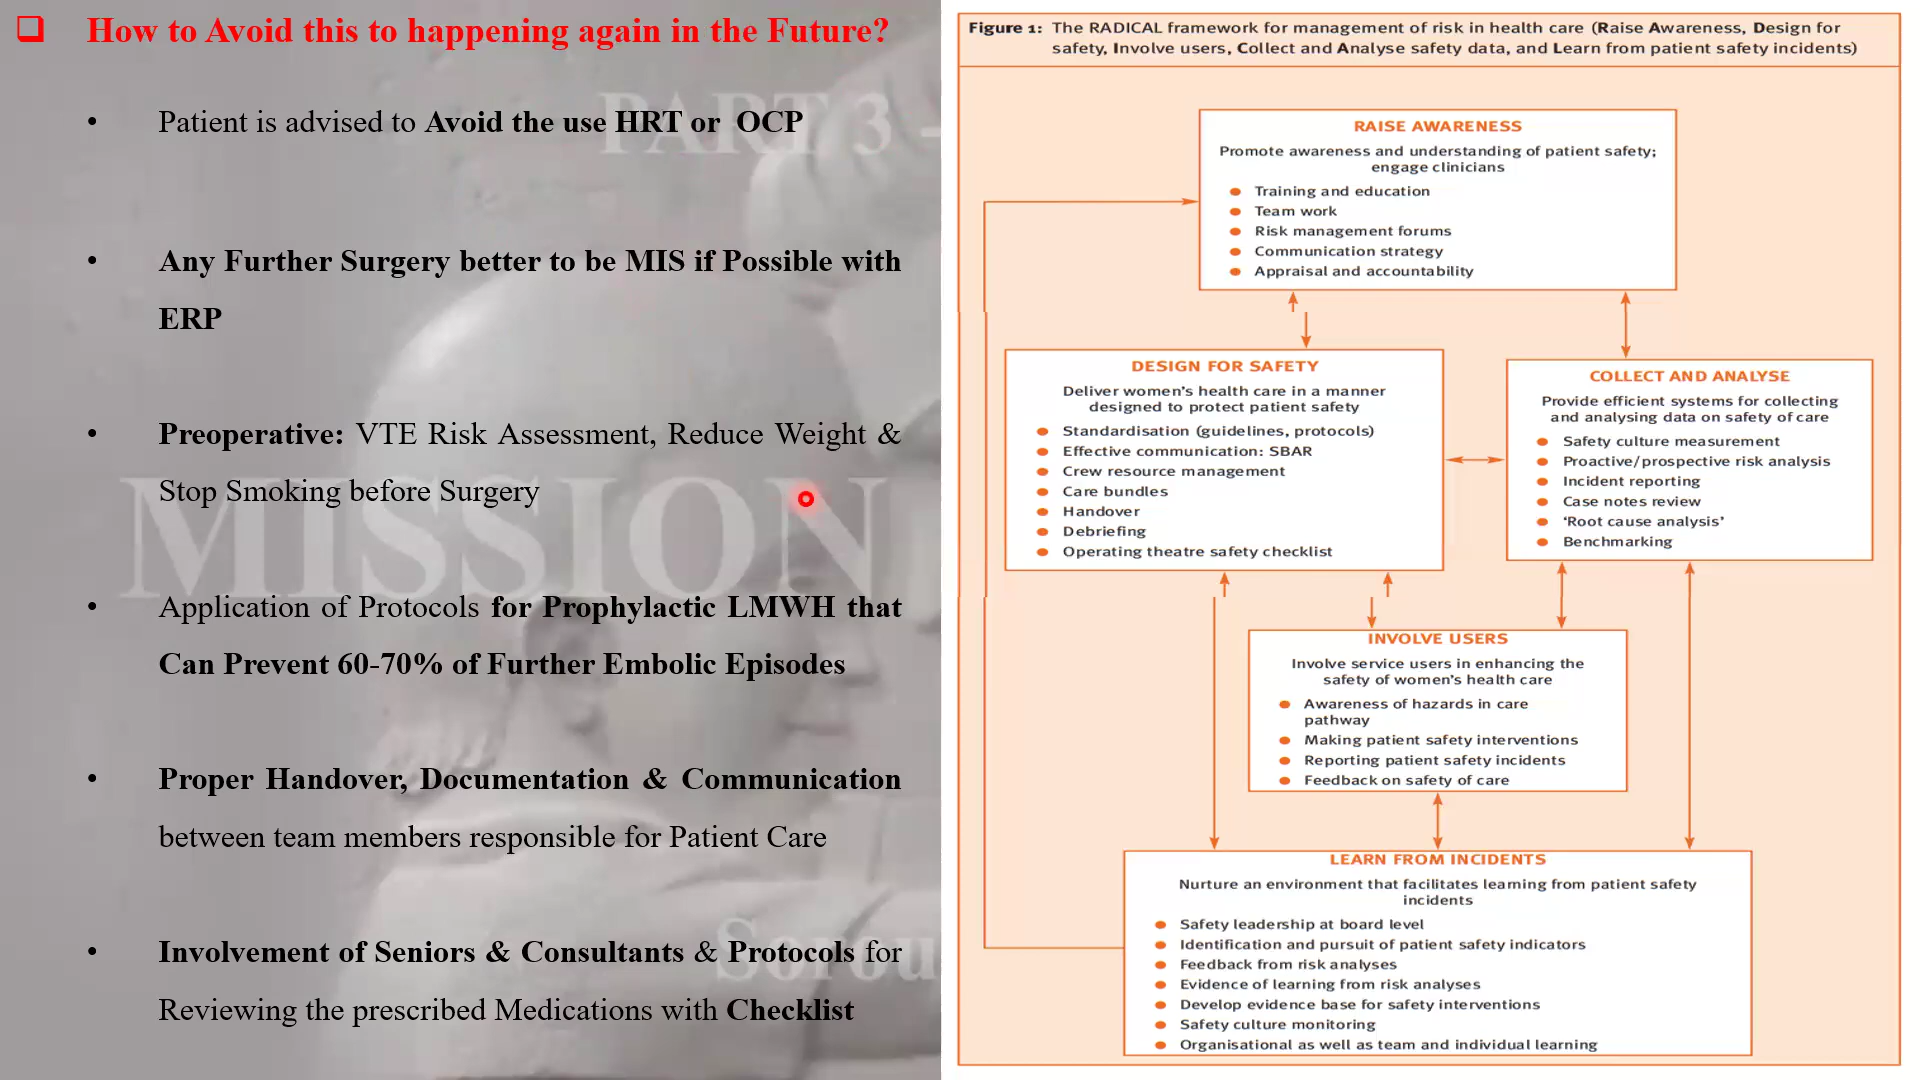 How to Avoid this to happening again in the Future?
• Patient is advised to Avoid the use HRT or OCP
• Any Further Surgery better to be MIS if Possible with
ERP
• Preoperative: VTE Risk Assessment, Reduce Weight &
Stop Smoking before Surgery
• Application of Protocols for Prophylactic LMWH that
Can Prevent 60-70% of Further Embolic Episodes
• Proper Handover, Documentation & Communication
between team members responsible for Patient Care
• Involvement of Seniors & Consultants & Protocols for
Reviewing the prescribed Medications with Checklist
PART 3 -
MISSION
Figure 1: The RADICAL framework for management of risk in health care (Raise Awareness, Design for
safety, Involve users, Collect and Analyse safety data, and Learn from patient safety incidents)
RAISE AWARENESS
Promote awareness and understanding of patient safety;
engage clinicians
Training and education
Team work
Risk management forums
Communication strategy
Appraisal and accountability
DESIGN FOR SAFETY
Deliver women's health care in a manner
designed to protect patient safety
Standardisation (guidelines, protocols)
Effective communication: SBAR
Crew resource management
Care bundles
Handover
Debriefing
Operating theatre safety checklist
COLLECT AND ANALYSE
Provide efficient systems for collecting
and analysing data on safety of care
Safety culture measurement
Proactive/prospective risk analysis
Incident reporting
Case notes review
‘Root cause analysis’
Benchmarking
INVOLVE USERS
Involve service users in enhancing the
safety of women's health care
Awareness of hazards in care
pathway
Making patient safety interventions
Reporting patient safety incidents
Feedback on safety of care
LEARN FROM INCIDENTS
Nurture an environment that facilitates learning from patient safety
incidents
Safety leadership at board level
Identification and pursuit of patient safety indicators
Feedback from risk analyses
Evidence of learning from risk analyses
Develop evidence base for safety interventions
Safety culture monitoring
Organisational as well as team and individual learning